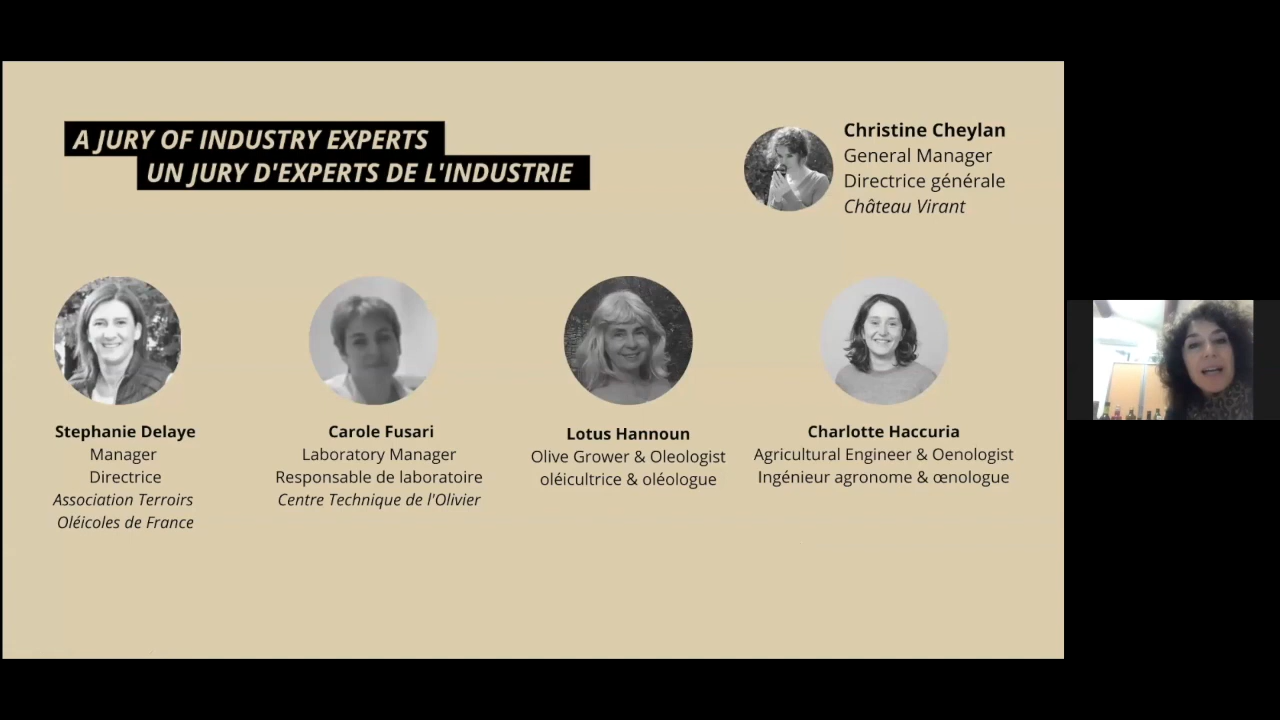 A JURY OF INDUSTRY EXPERTS
UN JURY D'EXPERTS DE L'INDUSTRIE
Christine Cheylan
General Manager
Directrice générale
Château Virant
Stephanie Delaye
Manager
Directrice
Association Terroirs
Oléicoles de France
Carole Fusari
Laboratory Manager
Responsable de laboratoire
Centre Technique de l'Olivier
Lotus Hannoun
Olive Grower & Oleologist
oléicultrice & oléologue
Charlotte Haccuria
Agricultural Engineer & Oenologist
Ingénieur agronome & œnologue